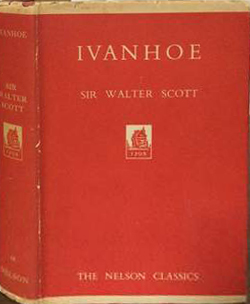 IVANHOE
SIR
WALTER
SCOTT
NELSON
IVANHOE
SIR WALTER SCOTT
THE NELSON CLASSICS